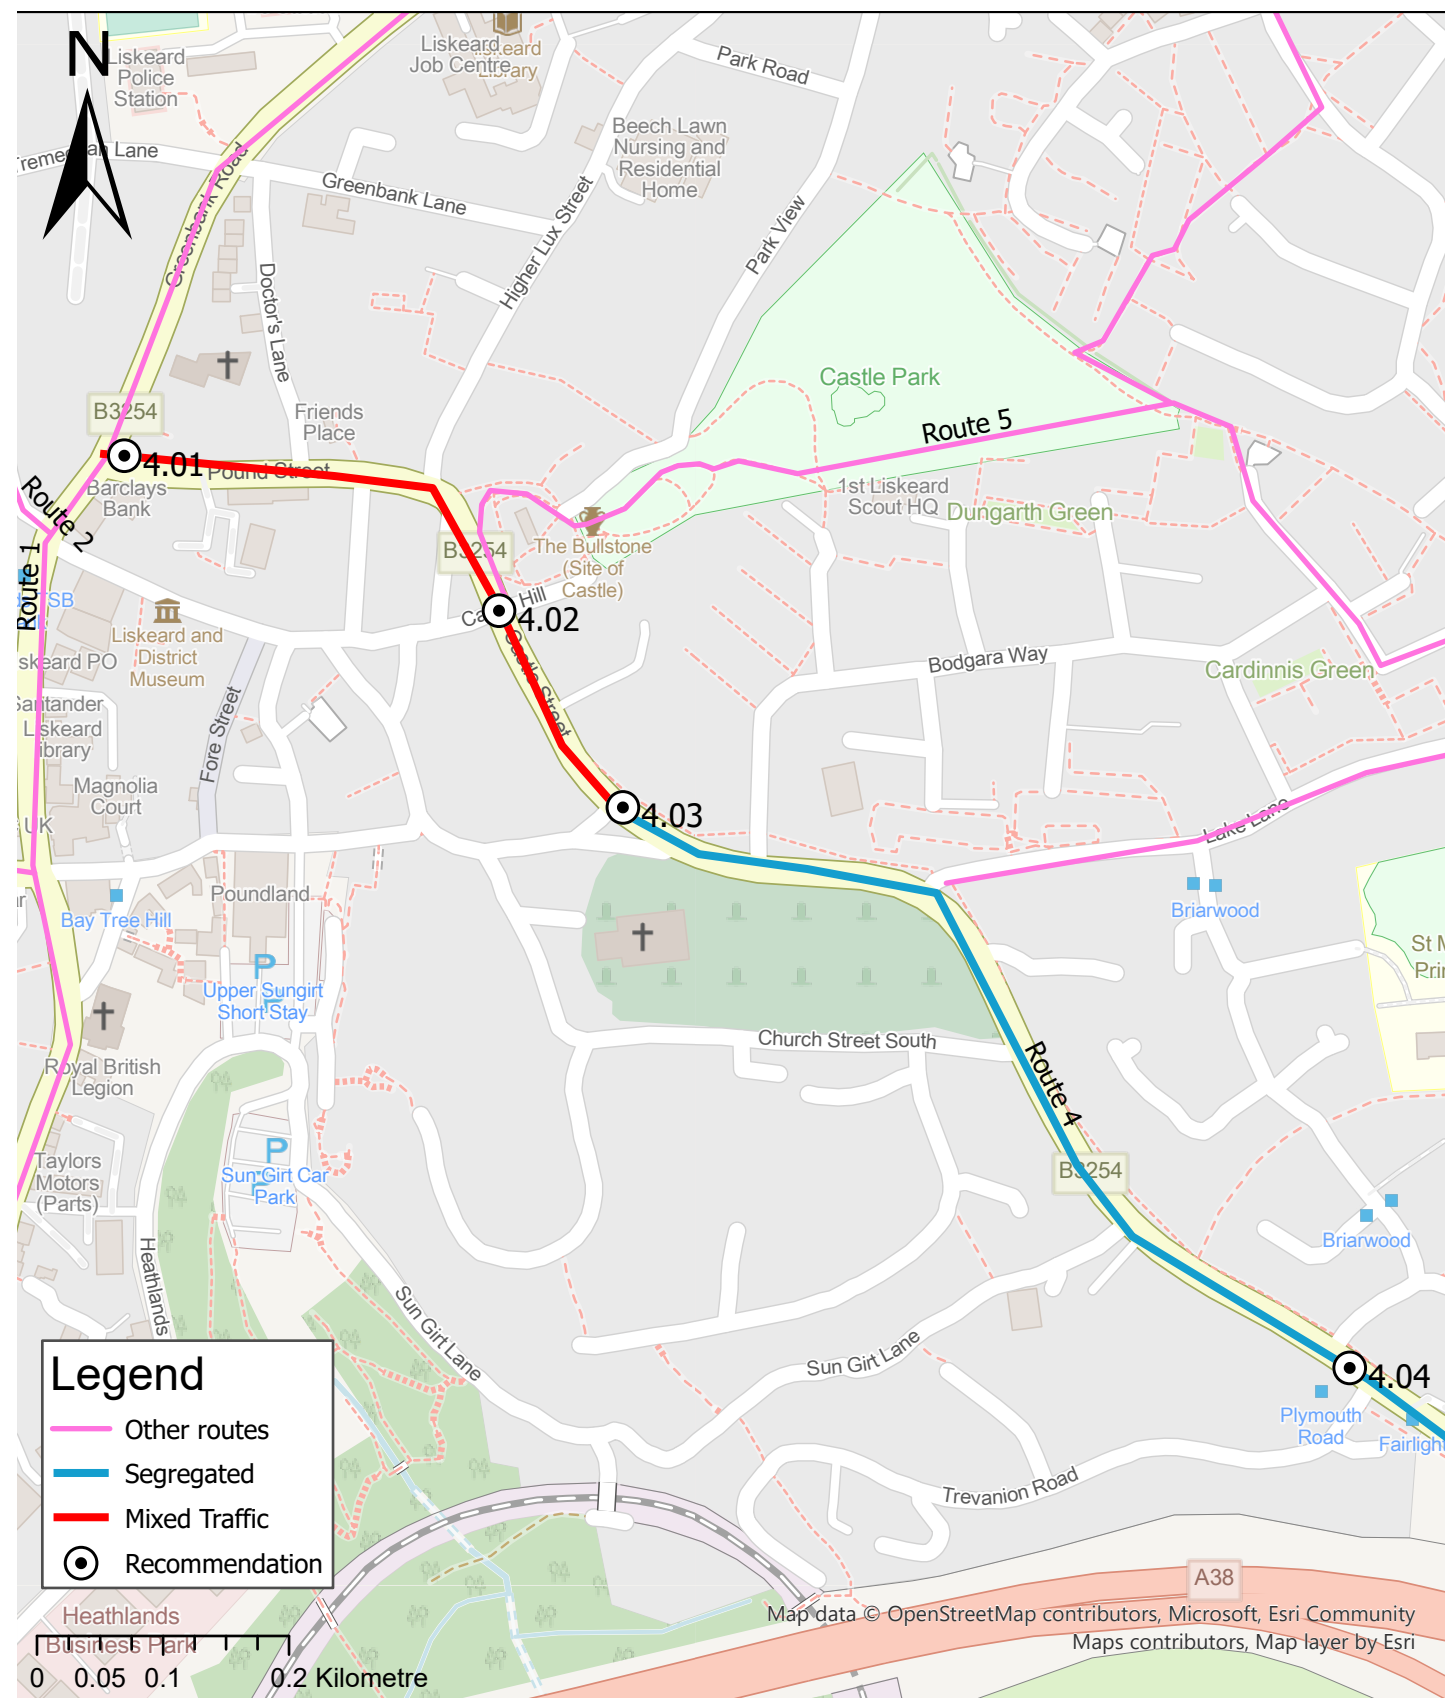 N
Liskeard
Police
Station
Liskeard
Job Centre
Liskeard
Library
Park Road
Beech Lawn
Nursing and
Residential
Home
Greenbank Road
Greenbank Lane
Higher Lux Street
Park View
Doctor's Lane
Castle Park
B3254
Friends
Place
Route 5
4.01
Pound Street
Barclays
Bank
Route 2
Route 1
1st Liskeard
Scout HQ
Dungarth Green
B3254
The Bullstone
(Site of
Castle)
Hill
4.02
TSB
Liskeard and
District
Museum
Castle Street
Bodgara Way
Cardinnis Green
Santander
Liskeard
Library
Fore Street
Magnolia
Court
4.03
UK
Lake Lane
Poundland
Bay Tree Hill
Briarwood
P
Upper Sungirt
Short Stay
Church Street South
Royal British
Legion
Route 4
P
Sun Girt Car
Park
Taylors
Motors
(Parts)
B3254
Briarwood
Heathlands
Sun Girt Lane
Sun Girt Lane
4.04
Plymouth
Road
Fairlight
Trevanion Road
Legend
Other routes
Segregated
Mixed Traffic
Recommendation
A38
Heathlands
Business Park
0 0.05 0.1 0.2 Kilometre
Map data © OpenStreetMap contributors, Microsoft, Esri Community
Maps contributors, Map layer by Esri